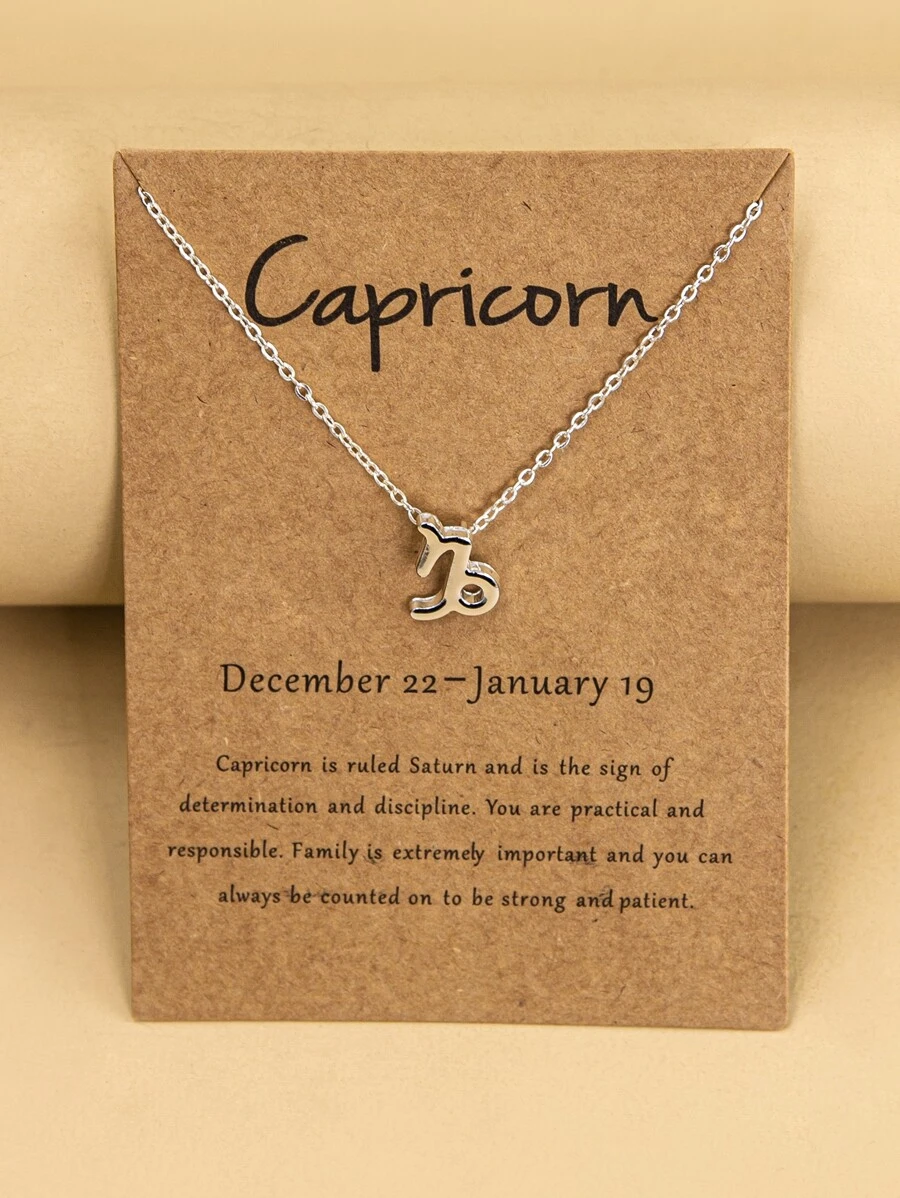 Capricorn
December 22–January 19
Capricorn is ruled Saturn and is the sign of
determination and discipline. You are practical and
responsible. Family is extremely important and you can
always be counted on to be strong and patient.